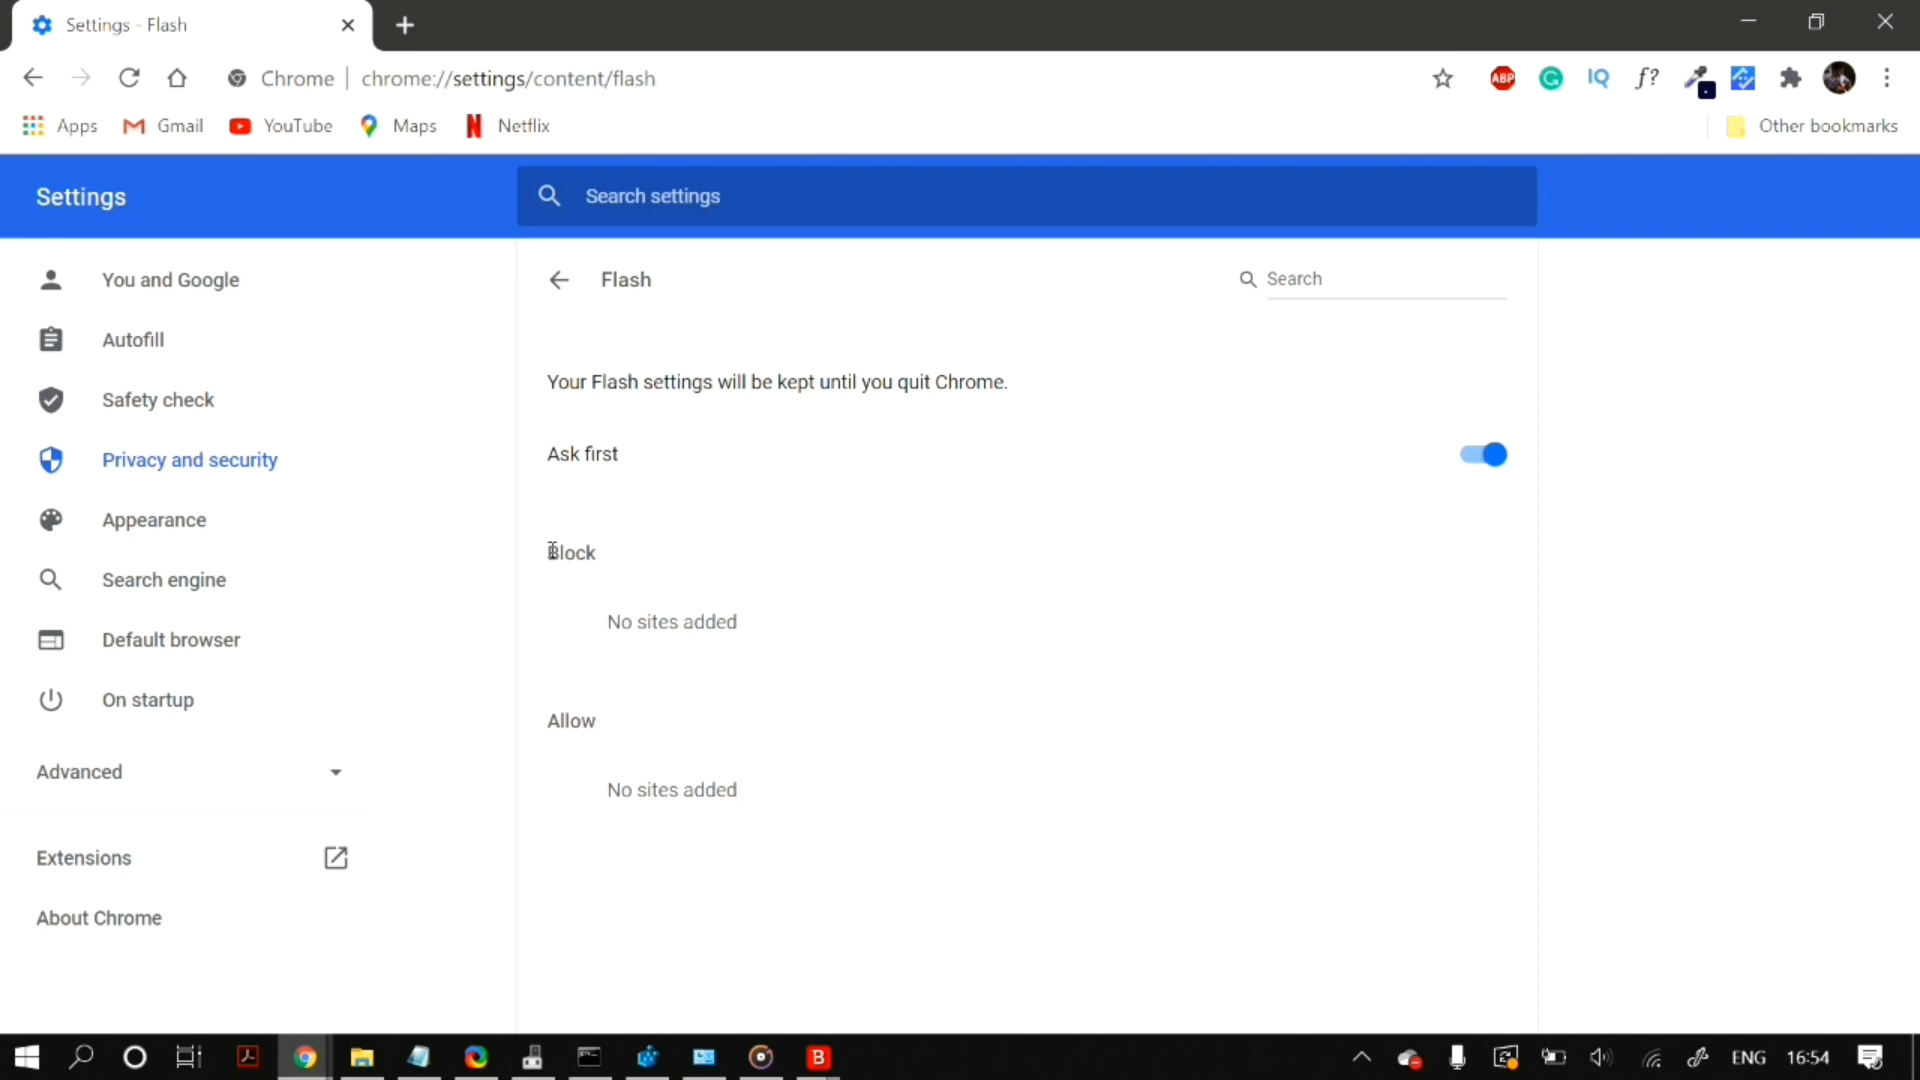 Settings - Flash
Chrome | chrome://settings/content/flash
ABP
IQ
f?
Apps
Gmail
YouTube
Maps
Netflix
Other bookmarks
Settings
Search settings
You and Google
Autofill
Safety check
Privacy and security
Appearance
Search engine
Default browser
On startup
Advanced
Extensions
About Chrome
Flash
Search
Your Flash settings will be kept until you quit Chrome.
Ask first
Block
No sites added
Allow
No sites added
B
ENG
16:54